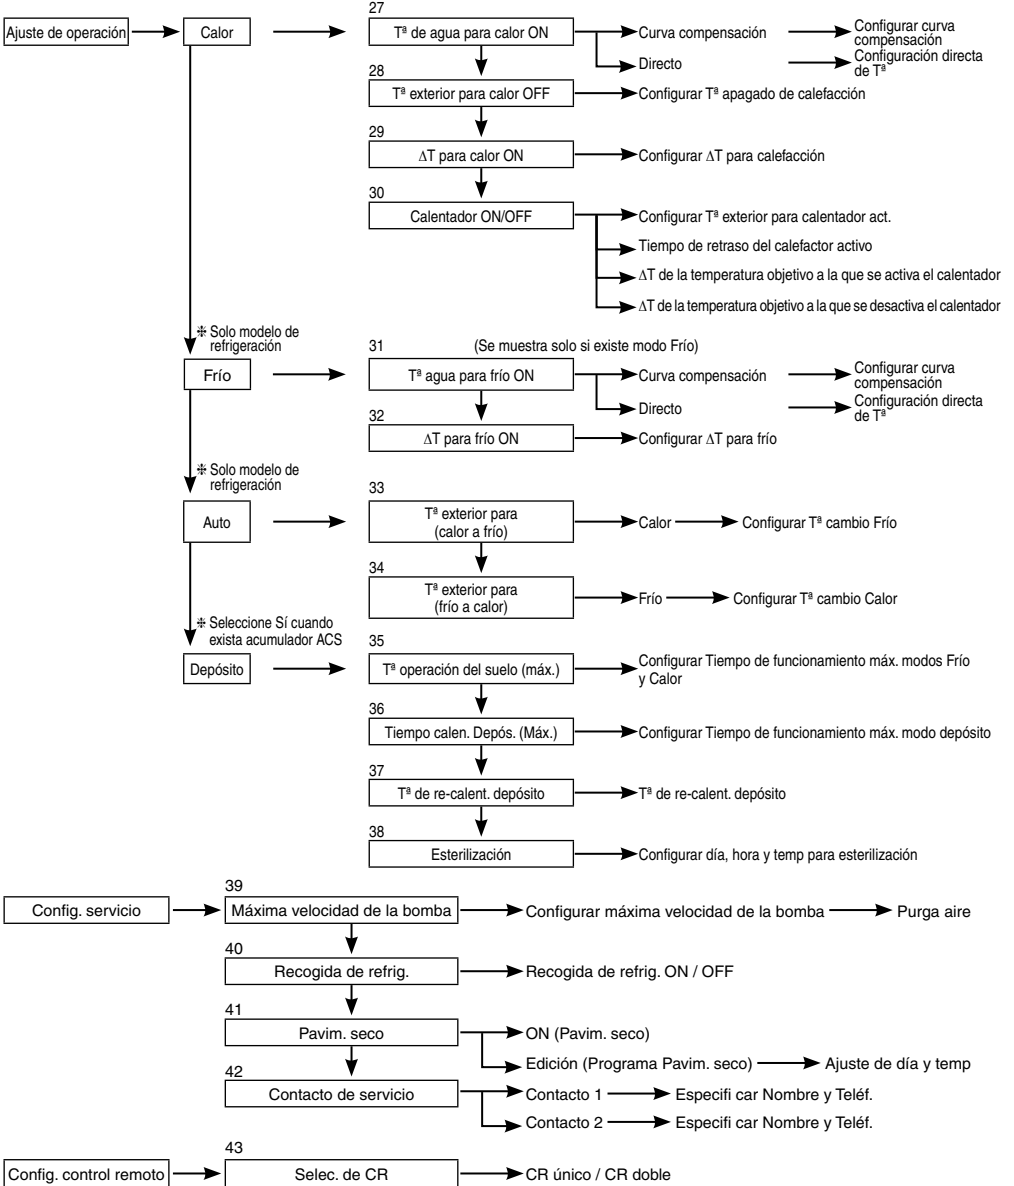 27
Ajuste de operación
Calor
Tª de agua para calor ON
Curva compensación
Configurar curva
compensación
Directo
Configuración directa
de Tª
28
Tª exterior para calor OFF
Configurar Tª apagado de calefacción
29
∆T para calor ON
Configurar ∆T para calefacción
30
Calentador ON/OFF
Configurar Tª exterior para calentador act.
Tiempo de retraso del calefactor activo
∆T de la temperatura objetivo a la que se activa el calentador
∆T de la temperatura objetivo a la que se desactiva el calentador
❉ Solo modelo de
refrigeración
31
(Se muestra solo si existe modo Frío)
Frío
Tª agua para frío ON
Curva compensación
Configurar curva
compensación
Directo
Configuración directa
de Tª
32
∆T para frío ON
Configurar ∆T para frío
❉ Solo modelo de
refrigeración
33
Auto
Tª exterior para
(calor a frío)
Calor
Configurar Tª cambio Frío
34
Tª exterior para
(frío a calor)
Frío
Configurar Tª cambio Calor
❉ Seleccione Sí cuando
exista acumulador ACS
35
Depósito
Tª operación del suelo (máx.)
Configurar Tiempo de funcionamiento máx. modos Frío
y Calor
36
Tiempo calen. Depós. (Máx.)
Configurar Tiempo de funcionamiento máx. modo depósito
37
Tª de re-calent. depósito
Tª de re-calent. depósito
38
Esterilización
Configurar día, hora y temp para esterilización
39
Config. servicio
Máxima velocidad de la bomba
Configurar máxima velocidad de la bomba
Purga aire
40
Recogida de refrig.
Recogida de refrig. ON / OFF
41
Pavim. seco
ON (Pavim. seco)
Edición (Programa Pavim. seco)
Ajuste de día y temp
42
Contacto de servicio
Contacto 1
Especifi car Nombre y Teléf.
Contacto 2
Especifi car Nombre y Teléf.
43
Config. control remoto
Selec. de CR
CR único / CR doble